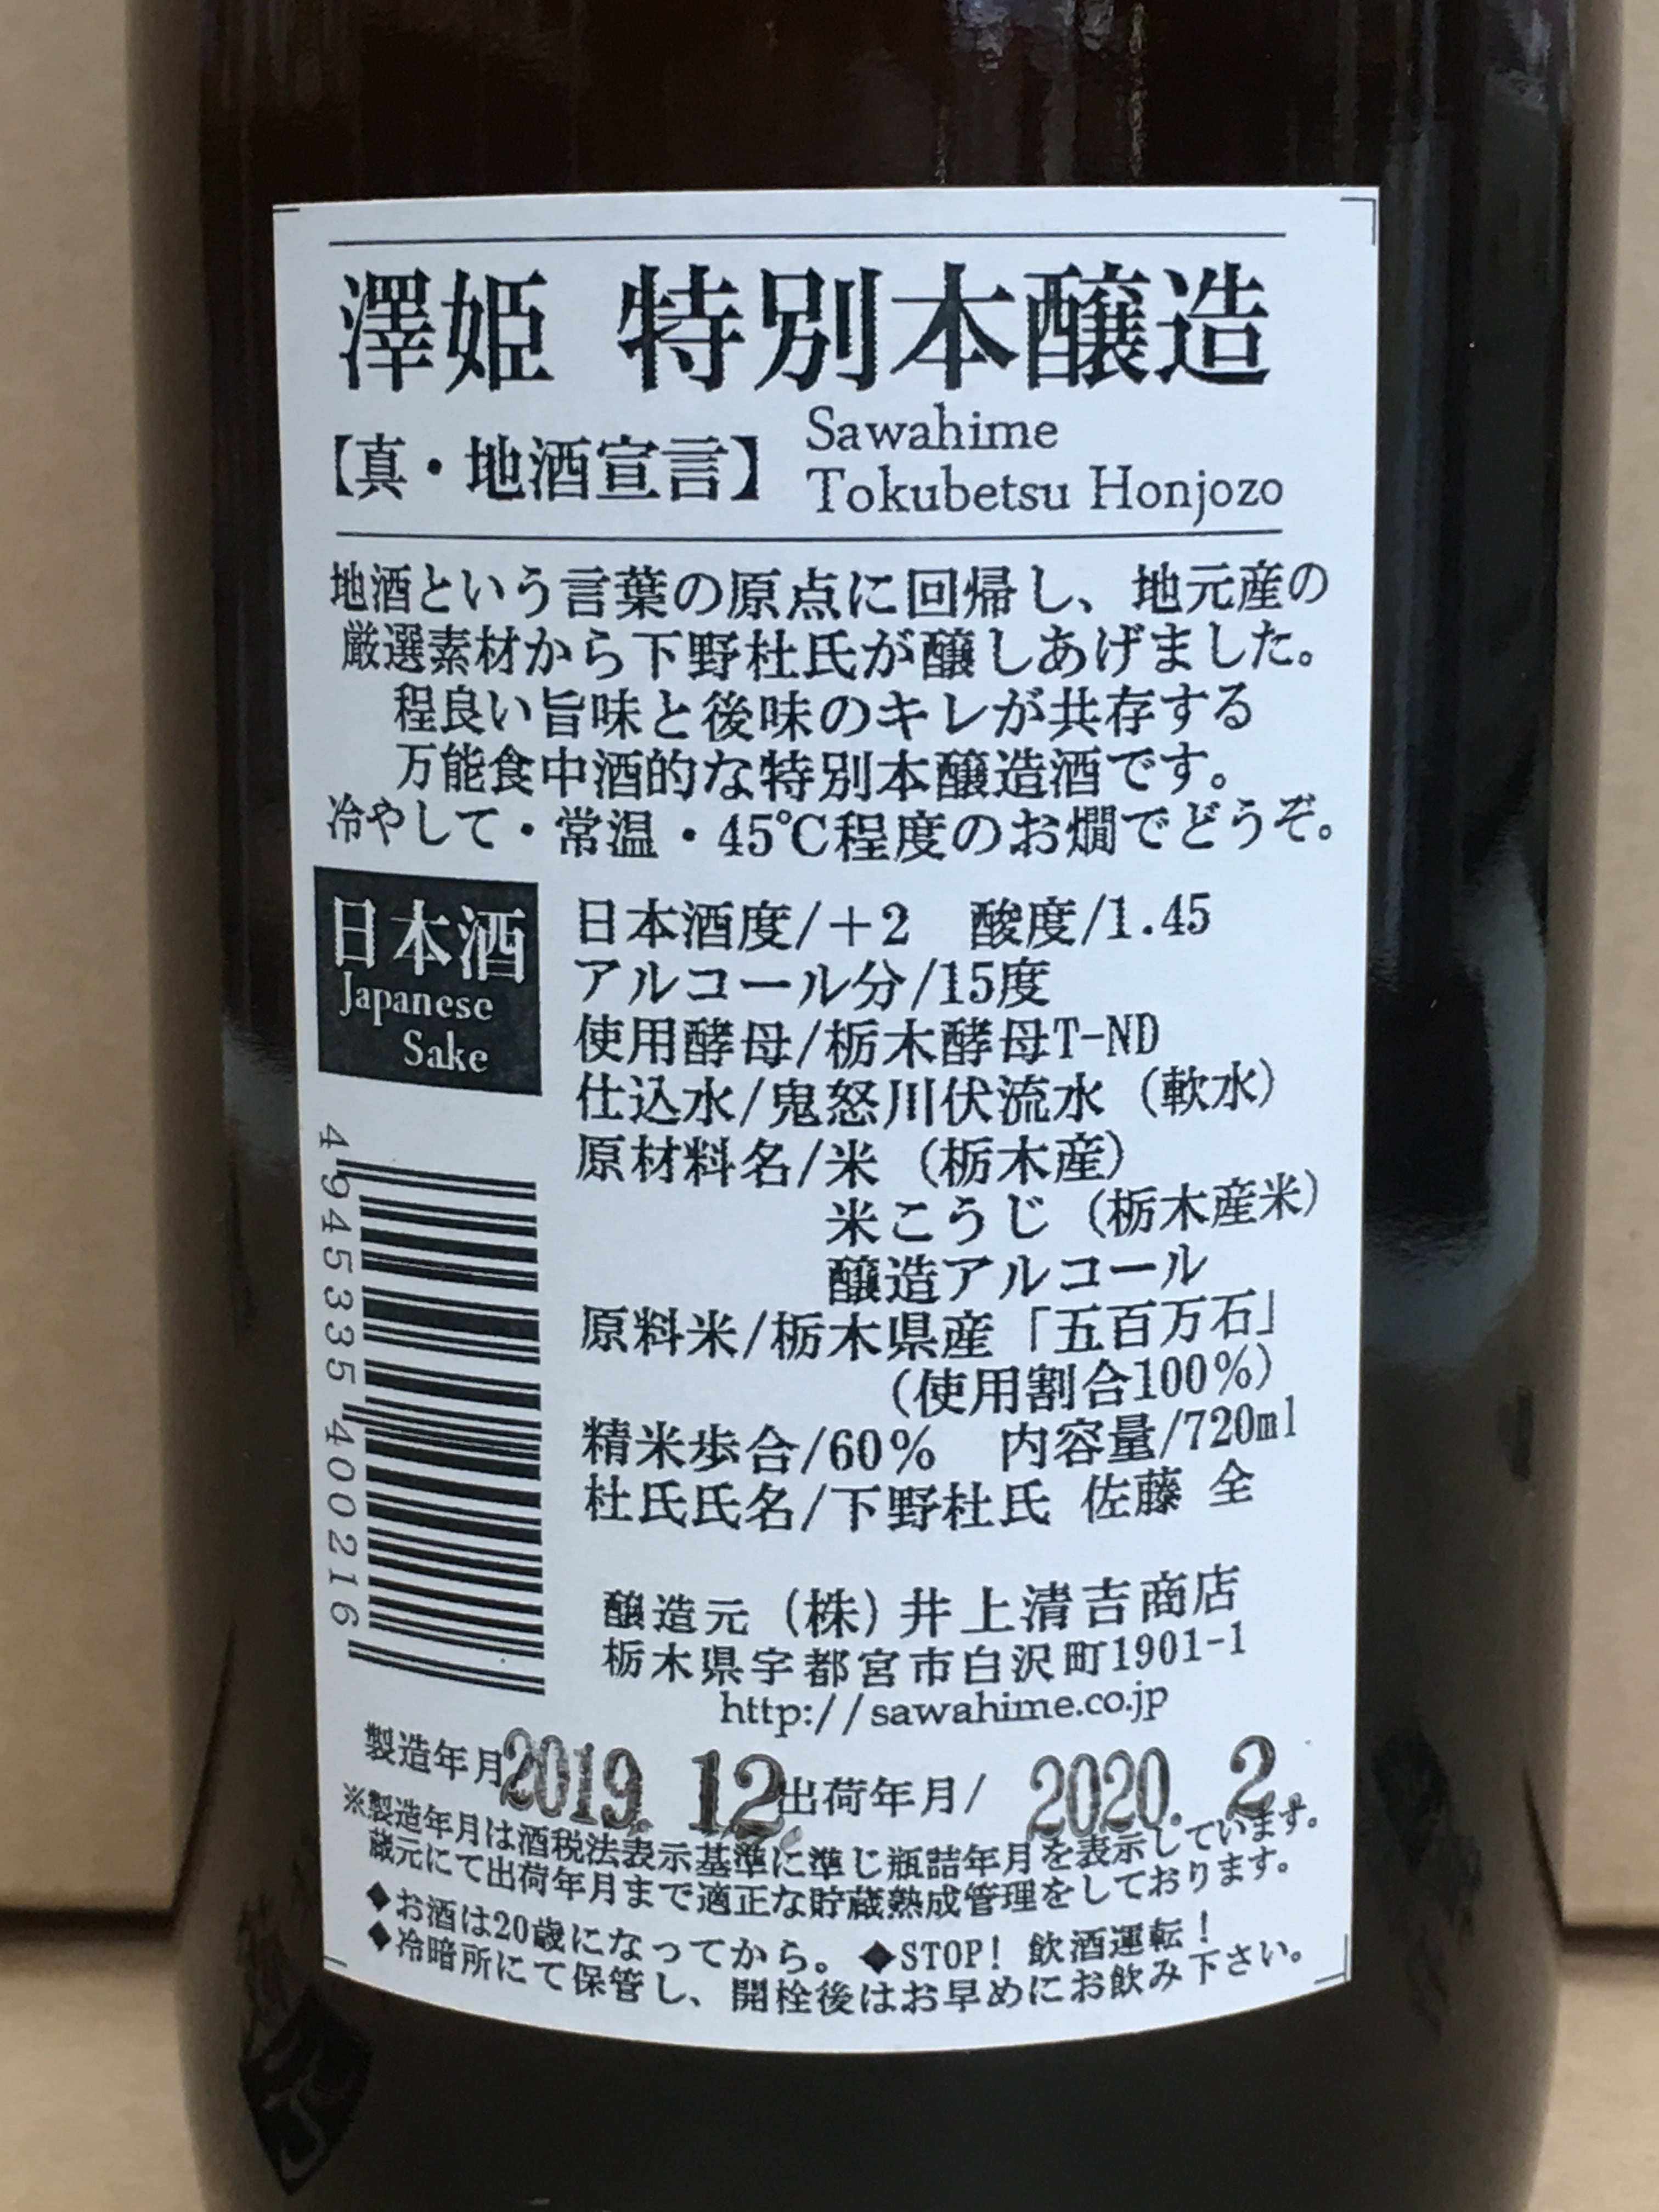 澤姫 特別本醸造
【真・地酒宣言】
Sawahime
Tokubetsu Honjozo
地酒という言葉の原点に回帰し、地元産の
厳選素材から下野杜氏が醸しあげました。
程良い旨味と後味のキレが共存する
万能食中酒的な特別本醸造酒です。
冷やして・常温・45℃程度のお燗でどうぞ。
日本酒
Japanese
Sake
日本酒度/+2 酸度/1.45
アルコール分/15度
使用酵母/栃木酵母T-ND
仕込水/鬼怒川伏流水（軟水）
原材料名/米（栃木産）
米こうじ（栃木産米）
醸造アルコール
原料米/栃木県産「五百万石」
（使用割合100%）
精米歩合/60% 内容量/720ml
杜氏氏名/下野杜氏 佐藤 全
4945335400216
醸造元（株）井上清吉商店
栃木県宇都宮市白沢町1901-1
http://sawahime.co.jp
製造年月2019.12 出荷年月/ 2020. 2.
※製造年月は酒税法表示基準に準じ瓶詰年月を表示しています。
蔵元にて出荷年月まで適正な貯蔵熟成管理をしております。
◆お酒は20歳になってから。◆STOP! 飲酒運転!
◆冷暗所にて保管し、開栓後はお早めにお飲み下さい。